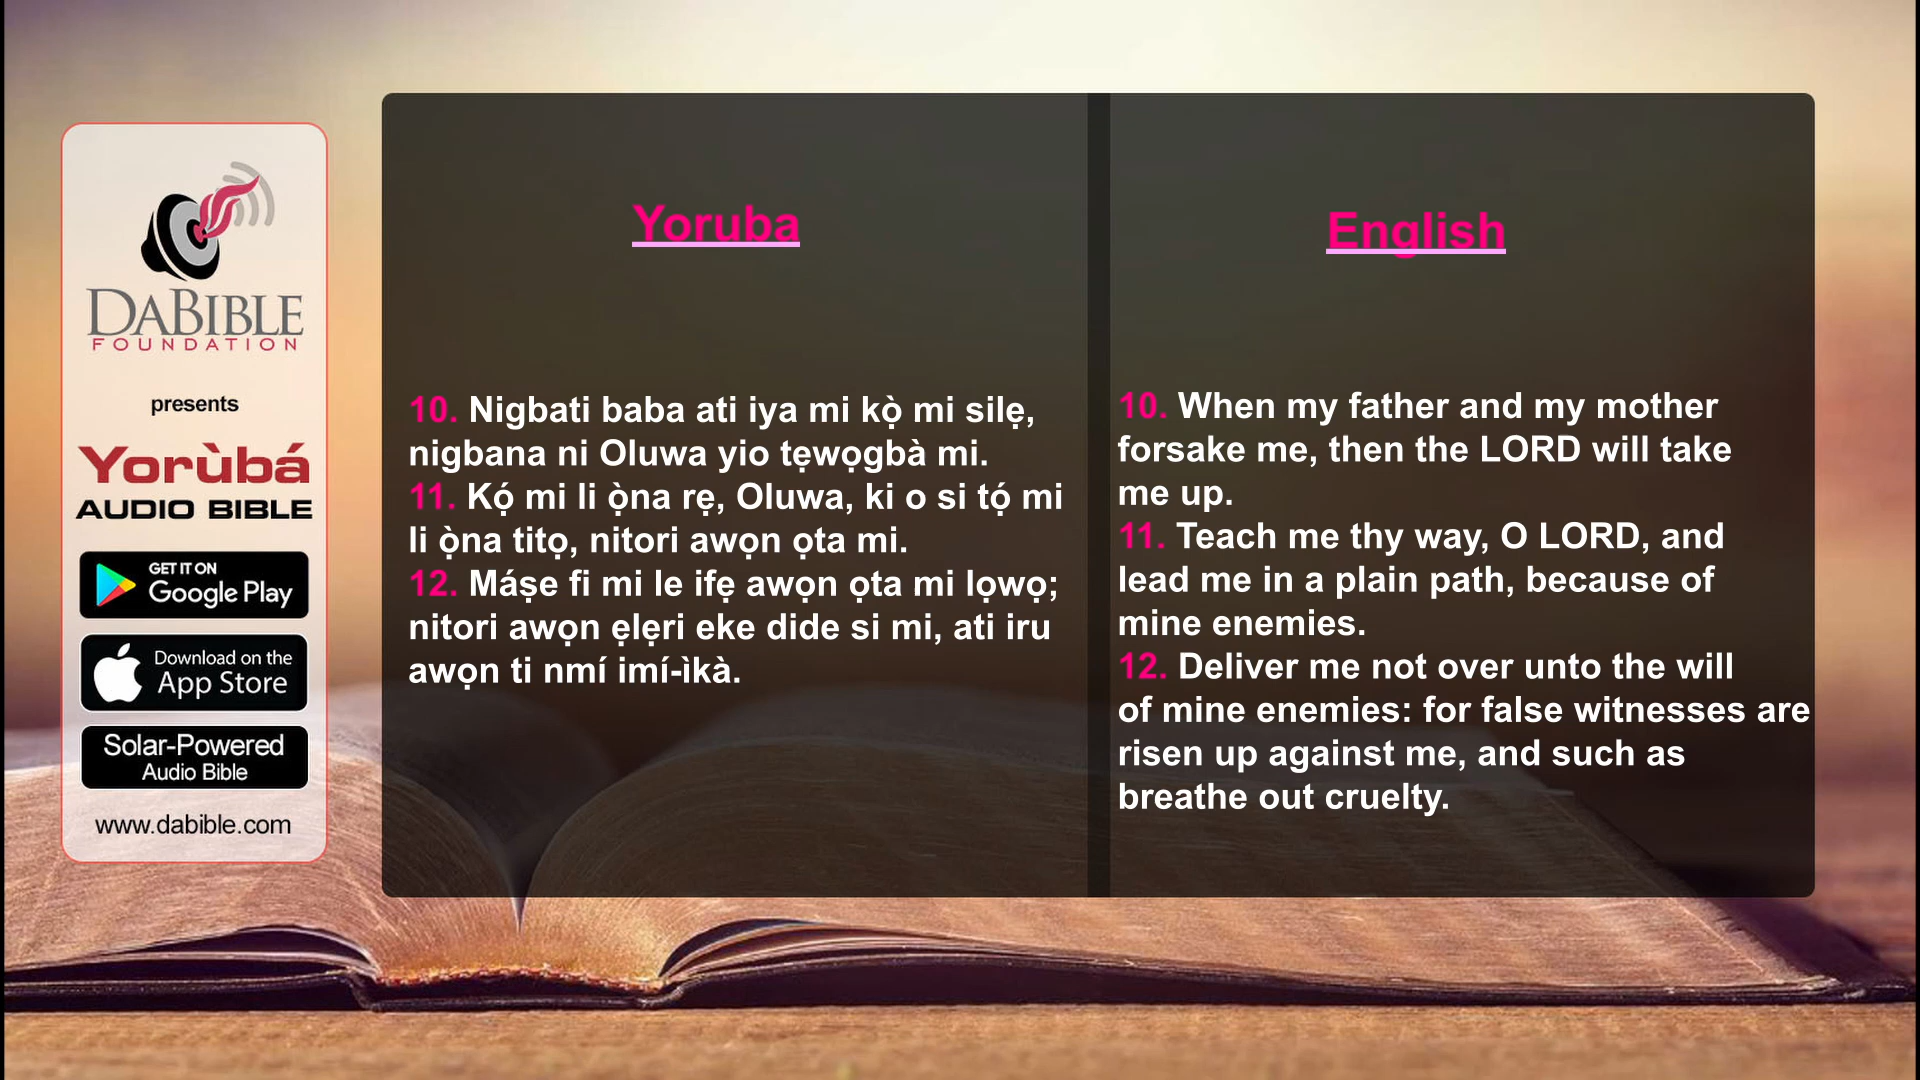 DABIBLE
FOUNDATION
presents
Yorùbá
AUDIO BIBLE
GET IT ON
Google Play
Download on the
App Store
Solar-Powered
Audio Bible
www.dabible.com
Yoruba
10. Nigbati baba ati iya mi kọ̀ mi silẹ,
nigbana ni Oluwa yio tẹwọgbà mi.
11. Kọ́ mi li ọ̀na rẹ, Oluwa, ki o si tọ́ mi
li ọ̀na titọ, nitori awọn ọta mi.
12. Máṣe fi mi le ifẹ awọn ọta mi lọwọ;
nitori awọn ẹlẹri eke dide si mi, ati iru
awọn ti nmí imí-ìkà.
English
10. When my father and my mother
forsake me, then the LORD will take
me up.
11. Teach me thy way, O LORD, and
lead me in a plain path, because of
mine enemies.
12. Deliver me not over unto the will
of mine enemies: for false witnesses are
risen up against me, and such as
breathe out cruelty.